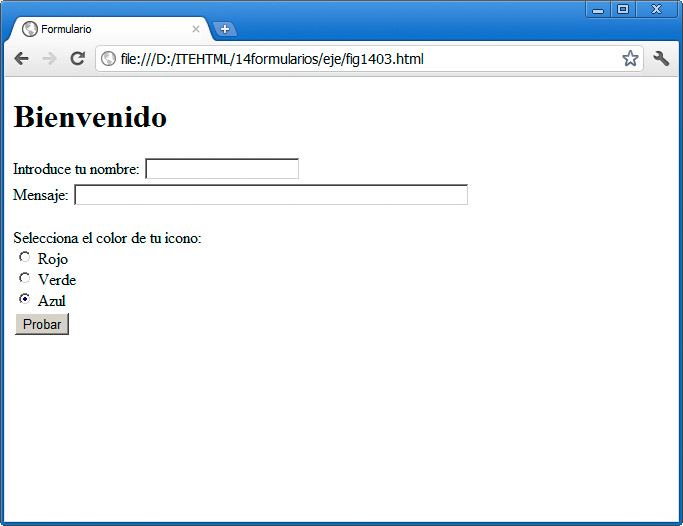 Formulario
file:///D:/ITEHTML/14formularios/eje/fig1403.html
Bienvenido
Introduce tu nombre:
Mensaje:
Selecciona el color de tu icono:
Rojo
Verde
Azul
Probar